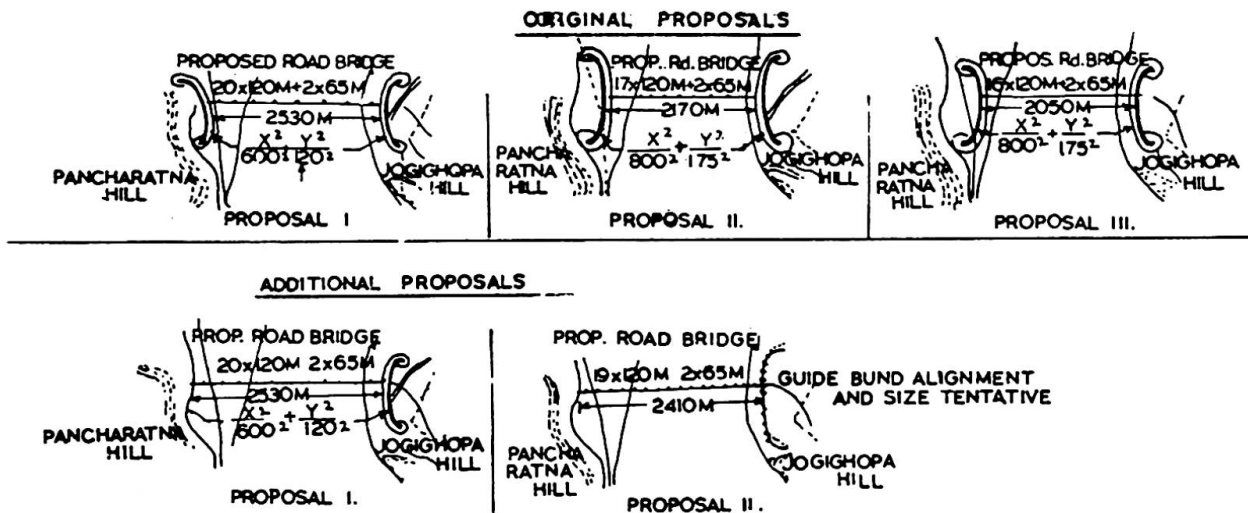 ORIGINAL PROPOSALS
PROPOSED ROAD BRIDGE
20x120M+2x65M
2530M
X² Y²
600² 120²
PANCHARATNA
HILL
JOGIGHOPA
HILL
PROPOSAL I
PROP.. Rd. BRIDGE
17x120M+2x65M
2170M
X² + Y²
800² 175²
PANCHA
RATNA
HILL
JOGIGHOPA
HILL
PROPOSAL II.
PROPOS. Rd. BRIDGE
16x120M+2x65M
2050M
X² + Y²
800² 175²
PANCHA
RATNA
HILL
JOGIGHOPA
HILL
PROPOSAL III.
ADDITIONAL PROPOSALS
PROP. ROAD BRIDGE
20x120M 2x65M
2530M
X² + Y²
600² 120²
PANCHARATNA
HILL
JOGIGHOPA
HILL
PROPOSAL I.
PROP. ROAD BRIDGE
19x120M 2x65M
2410M
GUIDE BUND ALIGNMENT
AND SIZE TENTATIVE
PANCHA
RATNA
HILL
JOGIGHOPA
HILL
PROPOSAL II.